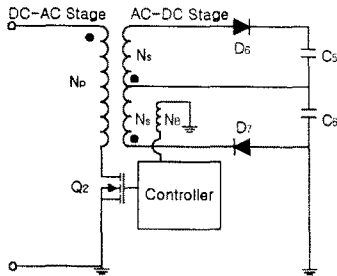 DC-AC Stage AC-DC Stage
D6
Ns
C5
Np
Ns NB
D7
C6
Q2
Controller